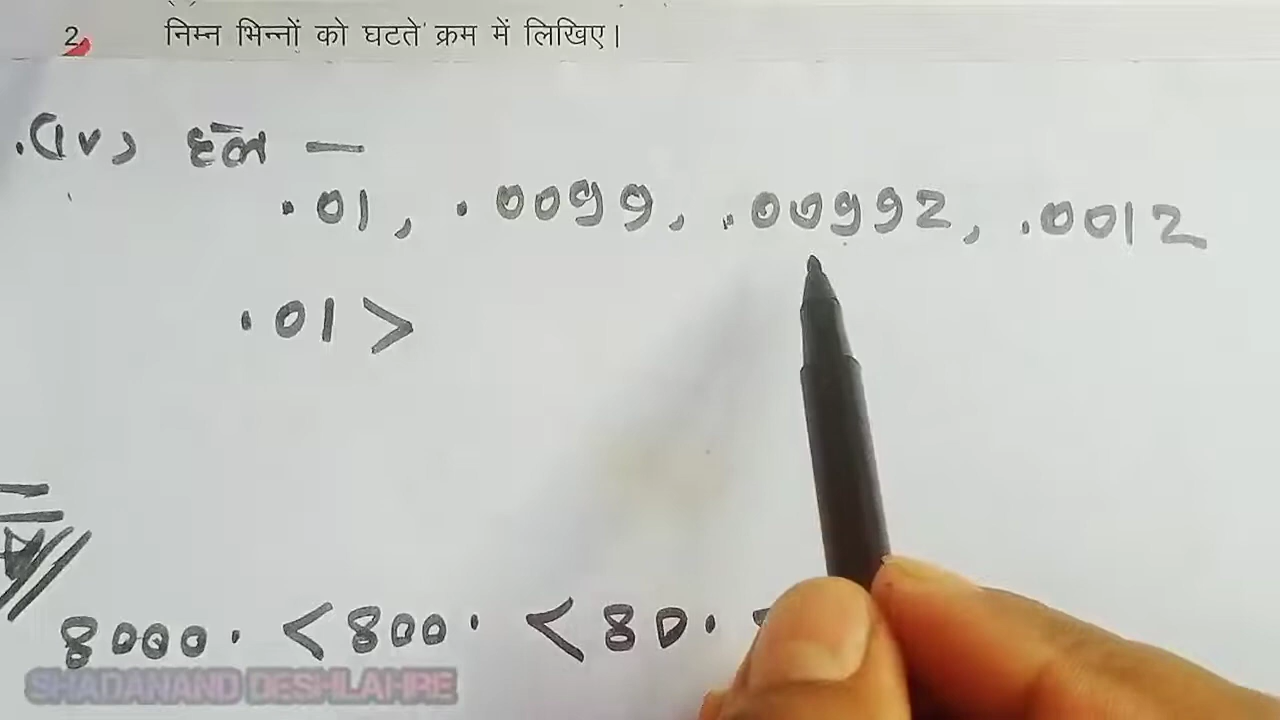 2. निम्न भिन्नों को घटते क्रम में लिखिए।
(iv) हल —
.01, .0099, .00992, .0012
.01 >
8000. < 800. < 80.
SHADANAND DESHLAHRE